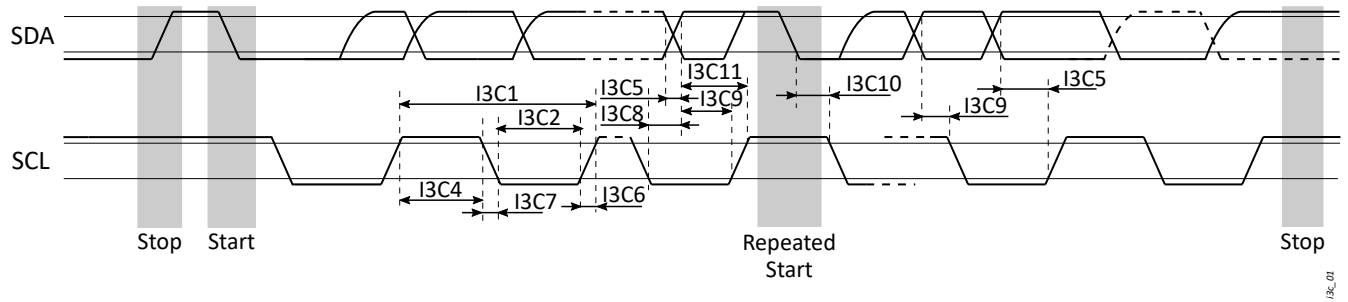 SDA
I3C11
I3C5
I3C5
I3C10
I3C1
I3C9
I3C2
I3C8
I3C9
SCL
I3C4
I3C7
I3C6
Stop
Start
Repeated
Start
Stop
i3c_01